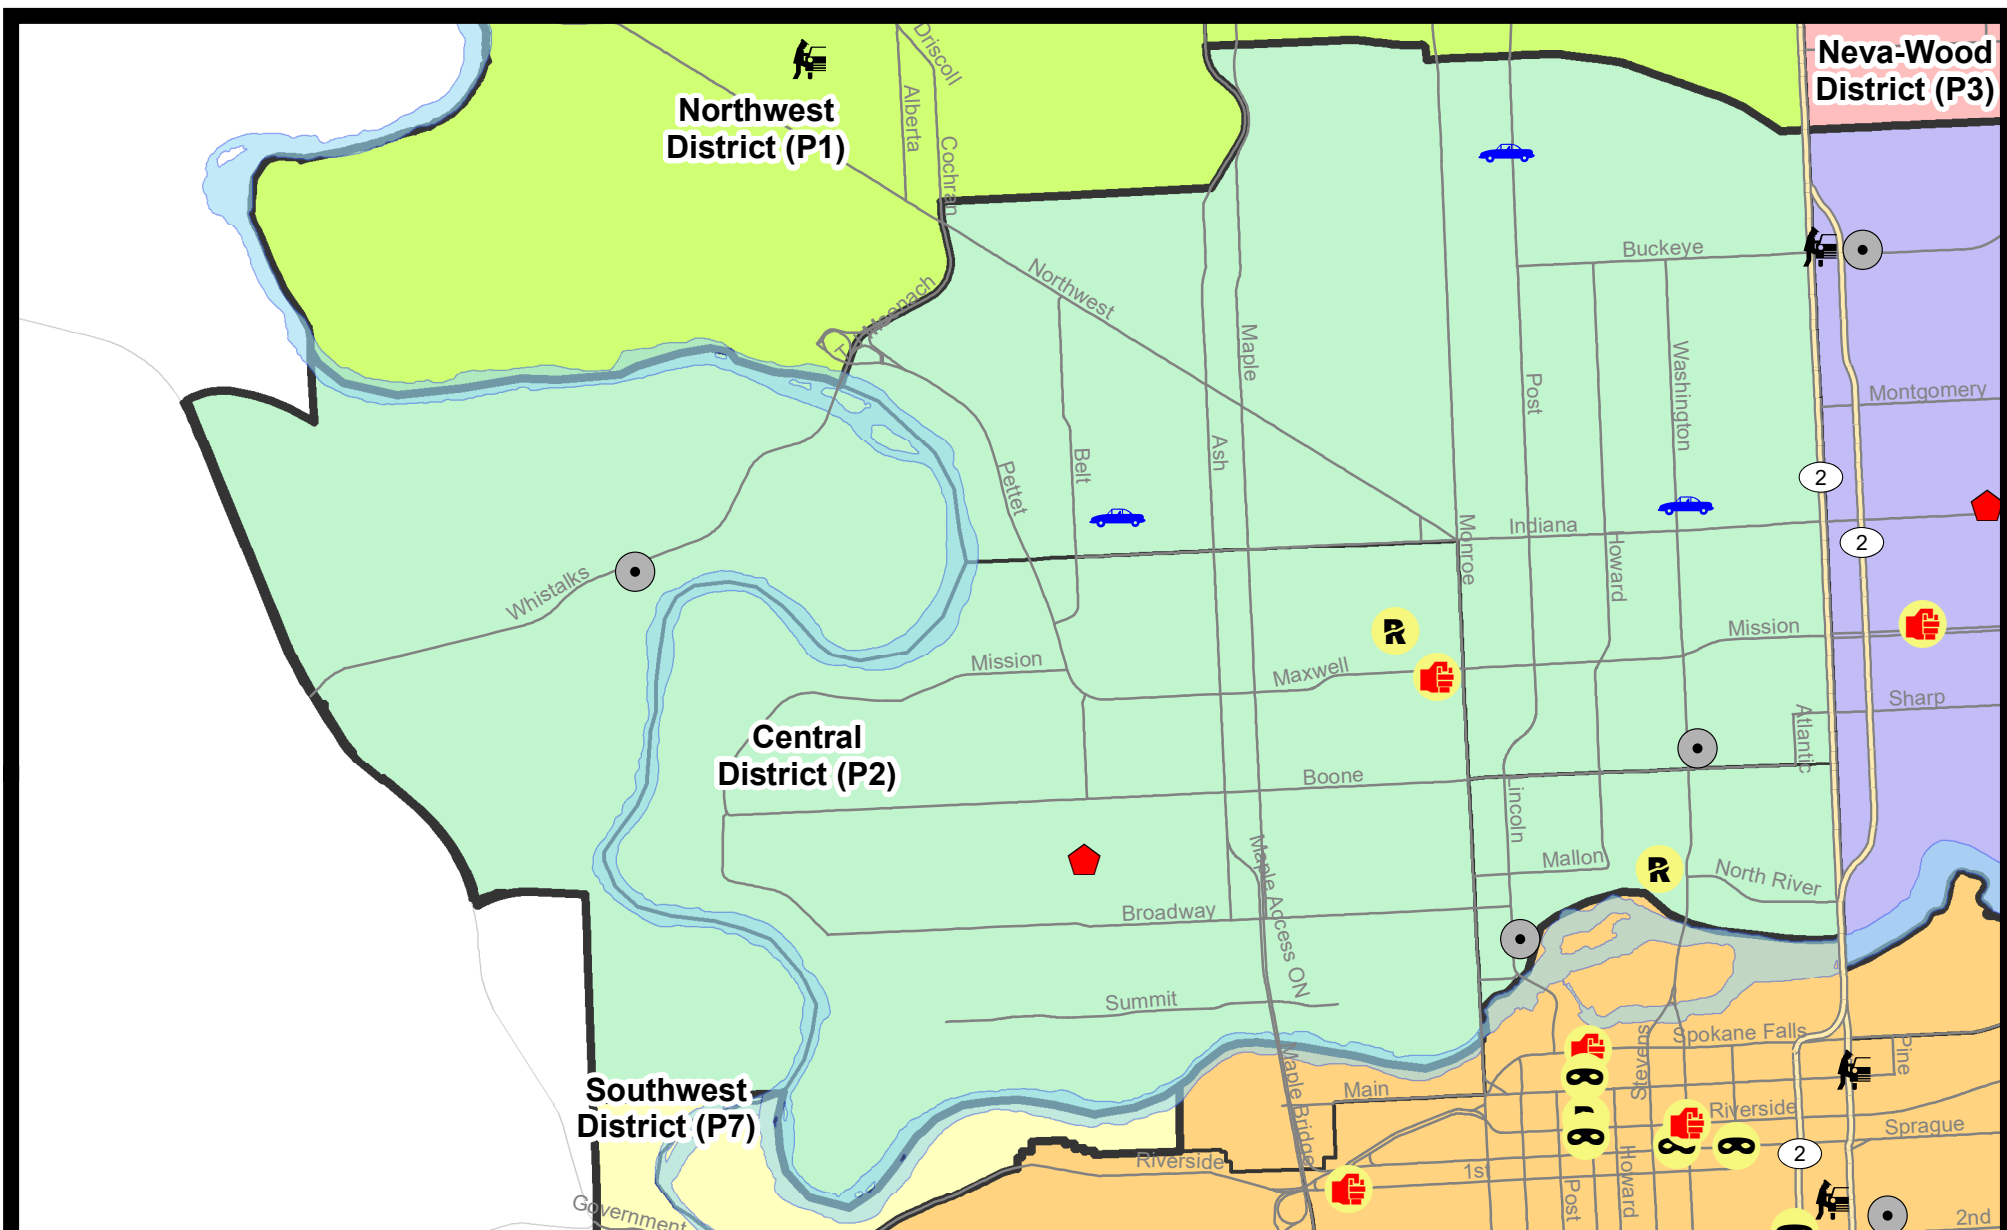 Driscoll
Neva-Wood
District (P3)
Northwest
District (P1)
Alberta
Cochran
Buckeye
Northwest
Maple
Washington
Post
Montgomery
Ash
Belt
Pettet
2
Indiana
Monroe
Howard
2
Whistalks
Mission
Mission
Maxwell
R
Sharp
Atlantic
Central
District (P2)
Boone
Lincoln
Mallon
North River
R
Maple Access ON
Broadway
Summit
Spokane Falls
Stevens
Pine
Southwest
District (P7)
Main
Maple Bridge
Riverside
Sprague
2
Riverside
1st
Howard
Post
Government
2nd